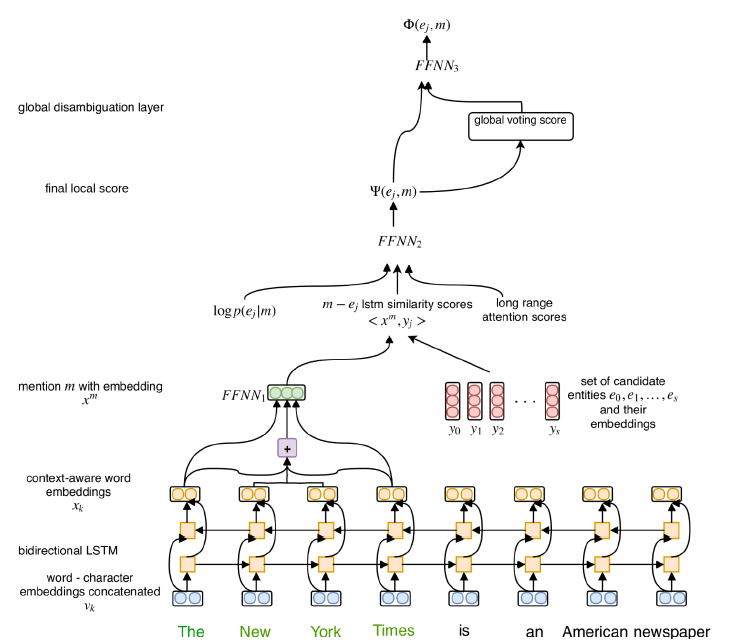 Φ(e_j, m)
FFNN_3
global disambiguation layer
global voting score
final local score
Ψ(e_j, m)
FFNN_2
log p(e_j|m)
m − e_j lstm similarity scores
< x^m, y_j >
long range
attention scores
mention m with embedding
x^m
FFNN_1
y_0 y_1 y_2 . . . y_s
set of candidate
entities e_0, e_1, . . . , e_s
and their
embeddings
+
context-aware word
embeddings
x_k
bidirectional LSTM
word - character
embeddings concatenated
v_k
The New York Times is an American newspaper